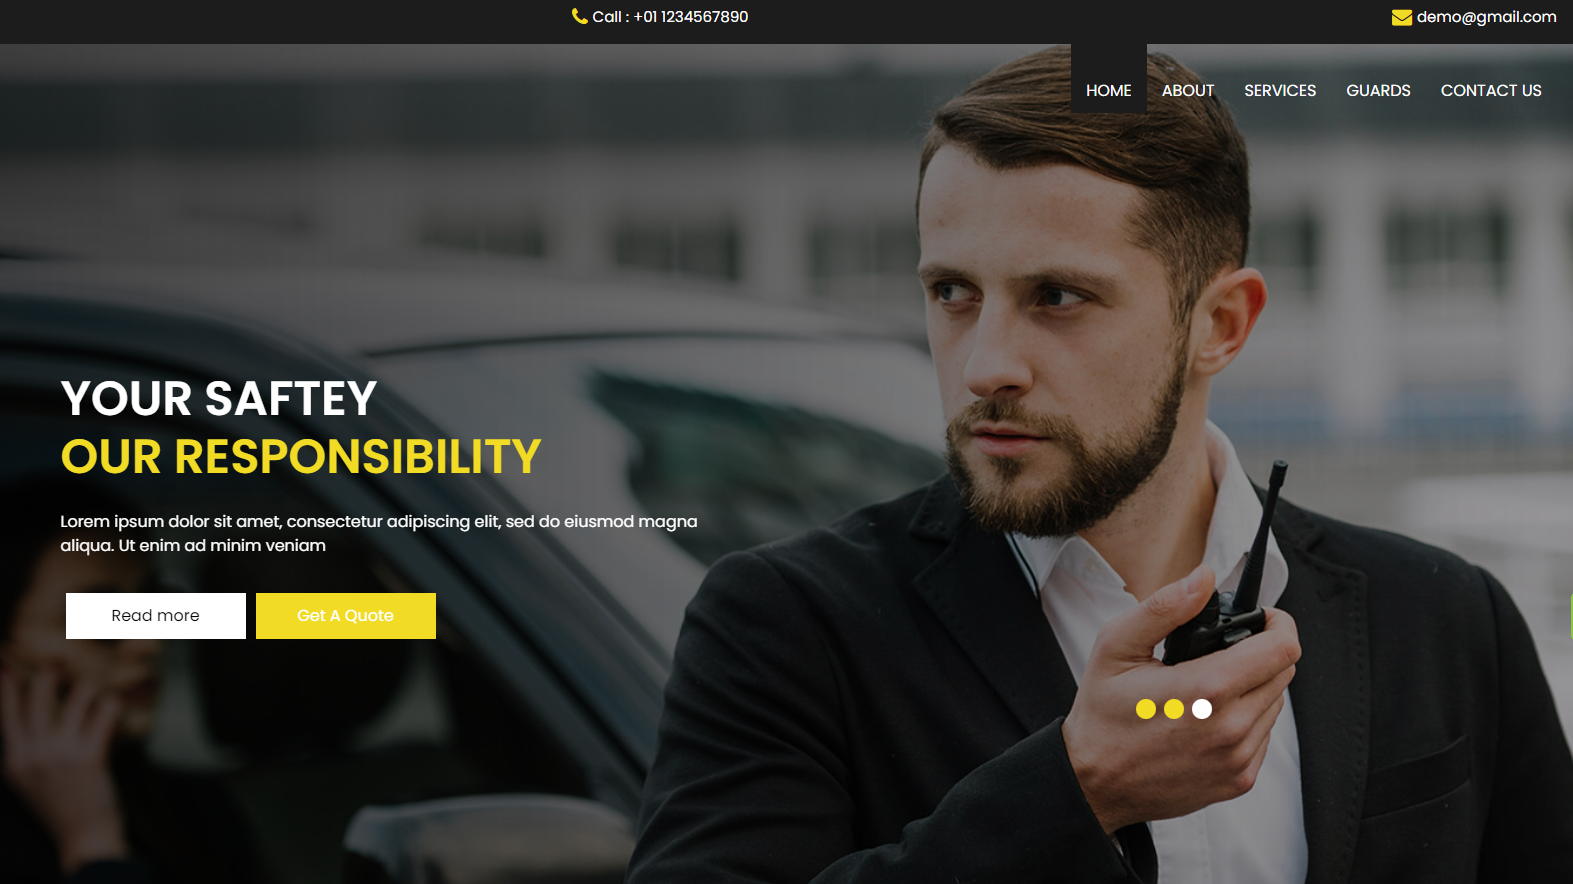 Call : +01 1234567890
demo@gmail.com
HOME ABOUT SERVICES GUARDS CONTACT US
YOUR SAFTEY
OUR RESPONSIBILITY
Lorem ipsum dolor sit amet, consectetur adipiscing elit, sed do eiusmod magna
aliqua. Ut enim ad minim veniam
Read more
Get A Quote